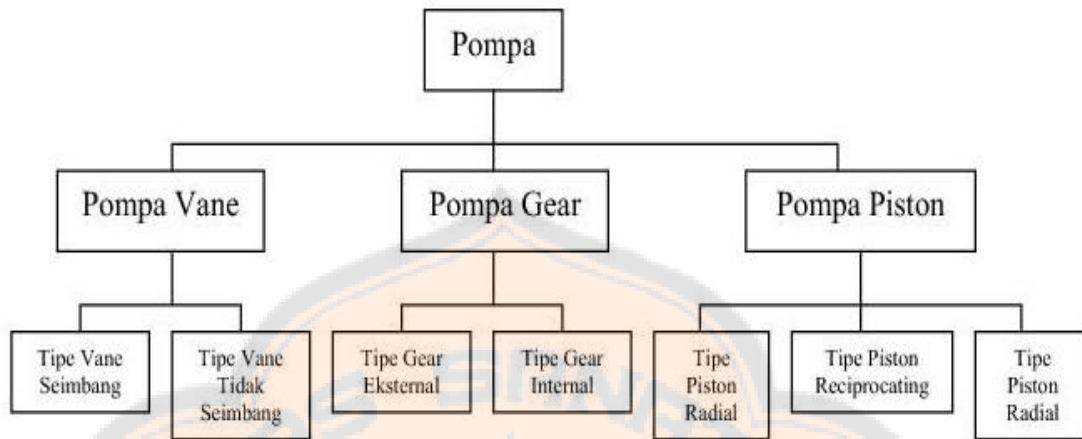 Pompa
Pompa Vane
Pompa Gear
Pompa Piston
Tipe Vane
Seimbang
Tipe Vane
Tidak
Seimbang
Tipe Gear
Eksternal
Tipe Gear
Internal
Tipe
Piston
Radial
Tipe Piston
Reciprocating
Tipe
Piston
Radial